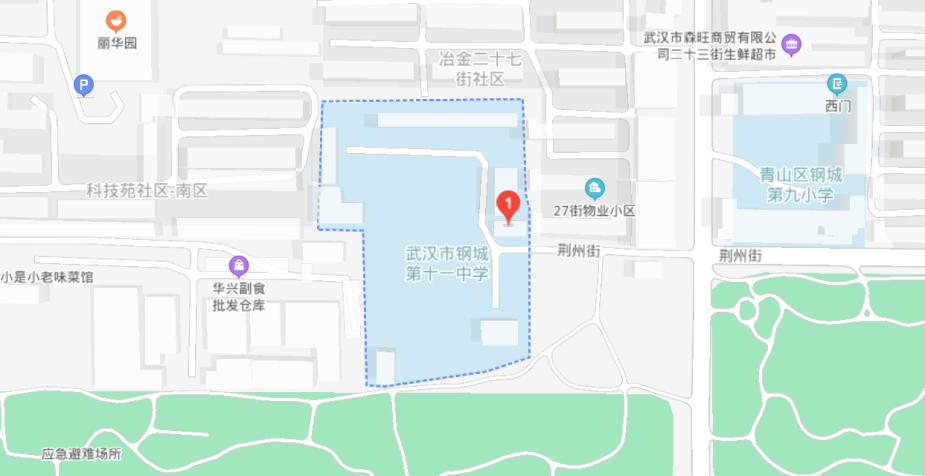 丽华园
P
冶金二十七
街社区
武汉市森旺商贸有限公
司二十三街生鲜超市
西门
青山区钢城
第九小学
科技苑社区-南区
1
27街物业小区
武汉市钢城
第十一中学
荆州街
荆州街
小是小老味菜馆
华兴副食
批发仓库
应急避难场所